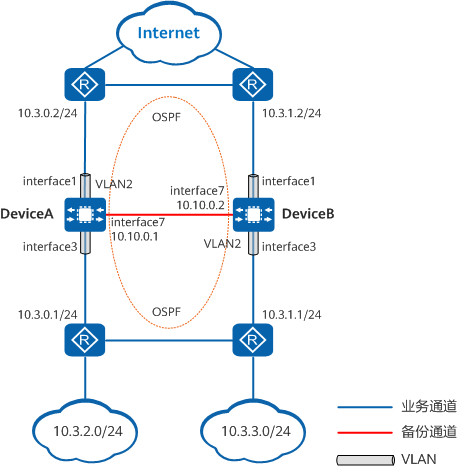 Internet
R
R
10.3.0.2/24
OSPF
10.3.1.2/24
interface1
VLAN2
interface7
10.10.0.2
interface1
DeviceA
DeviceB
interface7
10.10.0.1
interface3
VLAN2
interface3
10.3.0.1/24
OSPF
10.3.1.1/24
R
R
10.3.2.0/24
10.3.3.0/24
业务通道
备份通道
VLAN